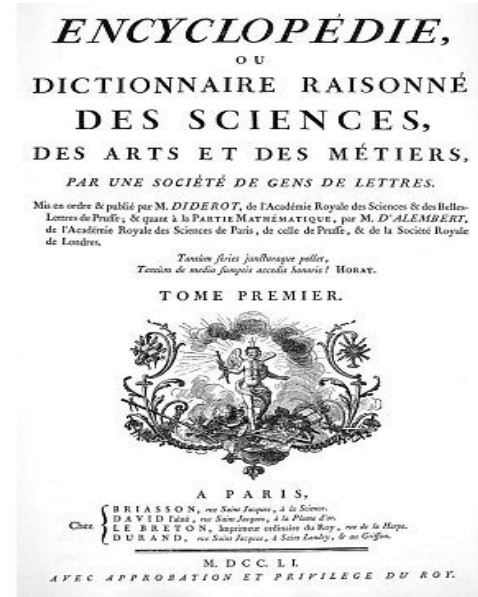 ENCYCLOPÉDIE,
OU
DICTIONNAIRE RAISONNÉ
DES SCIENCES,
DES ARTS ET DES MÉTIERS,
PAR UNE SOCIÉTÉ DE GENS DE LETTRES.
Mis en ordre & publié par M. DIDEROT, de l'Académie Royale des Sciences & des Belles-
Lettres de Prusse ; & quant à la PARTIE MATHÉMATIQUE, par M. D'ALEMBERT,
de l'Académie Royale des Sciences de Paris, de celle de Prusse, & de la Société Royale
de Londres.
Tantùm series juncturaque pollet,
Tantùm de medio sumptis accedit honoris ! HORAT.
TOME PREMIER.
A PARIS,
Chez
BRIASSON, rue Saint Jacques, à la Science.
DAVID l'aîné, rue Saint Jacques, à la Plume d'or.
LE BRETON, Imprimeur ordinaire du Roy, rue de la Harpe.
DURAND, rue Saint Jacques, à Saint Landry, & au Griffon.
M. DCC. LI.
AVEC APPROBATION ET PRIVILEGE DU ROY.